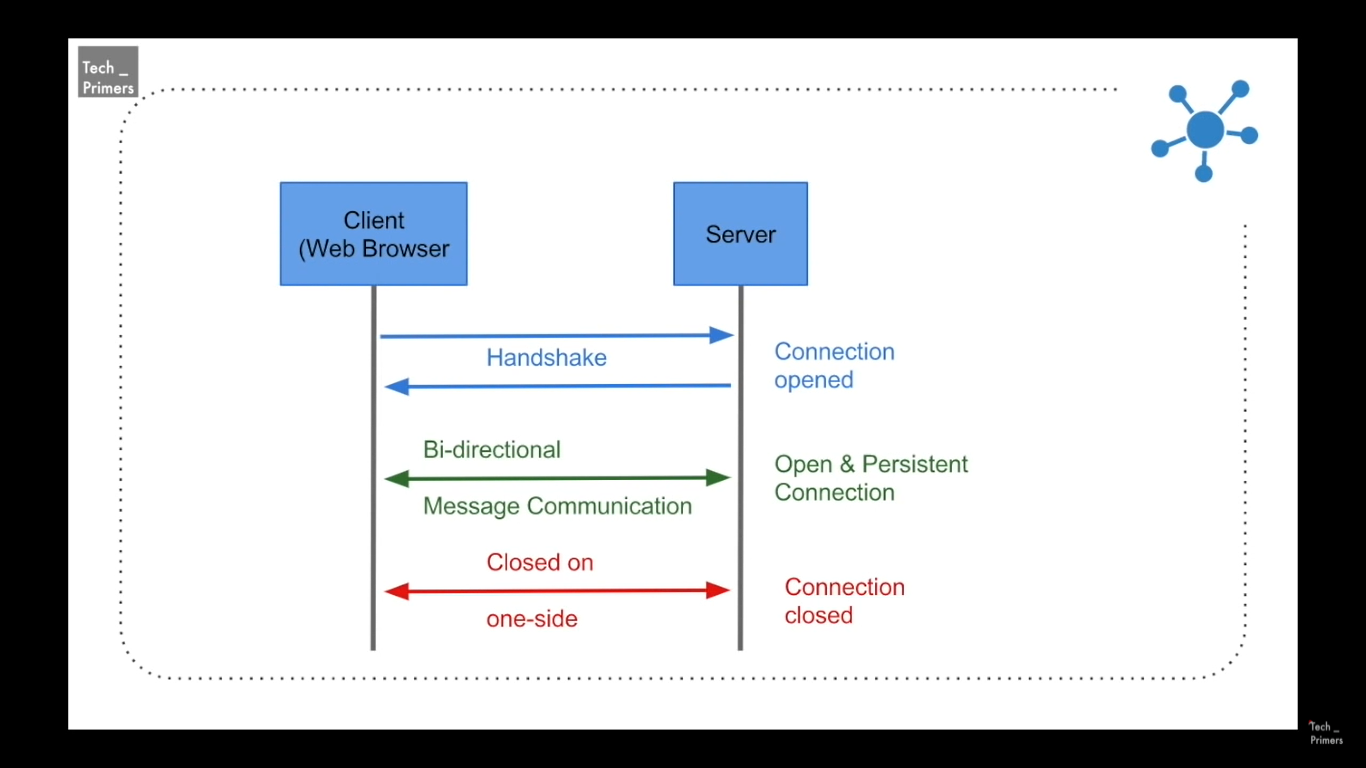 Tech _
Primers
Client
(Web Browser
Server
Handshake
Connection
opened
Bi-directional
Message Communication
Open & Persistent
Connection
Closed on
one-side
Connection
closed
Tech _
Primers